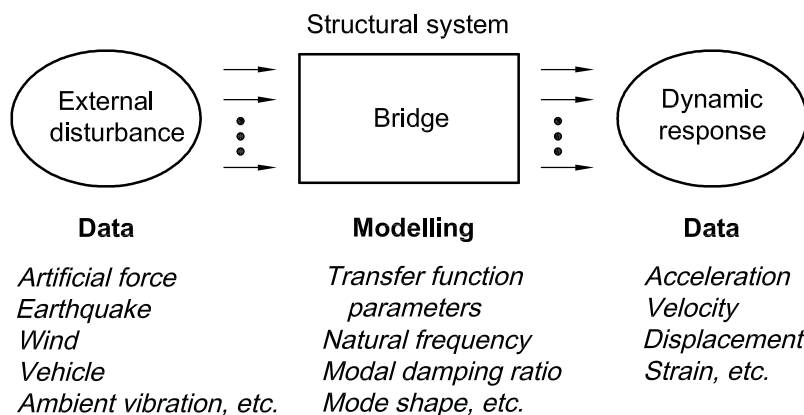 Structural system
External
disturbance
Bridge
Dynamic
response
Data
Artificial force
Earthquake
Wind
Vehicle
Ambient vibration, etc.
Modelling
Transfer function
parameters
Natural frequency
Modal damping ratio
Mode shape, etc.
Data
Acceleration
Velocity
Displacement
Strain, etc.